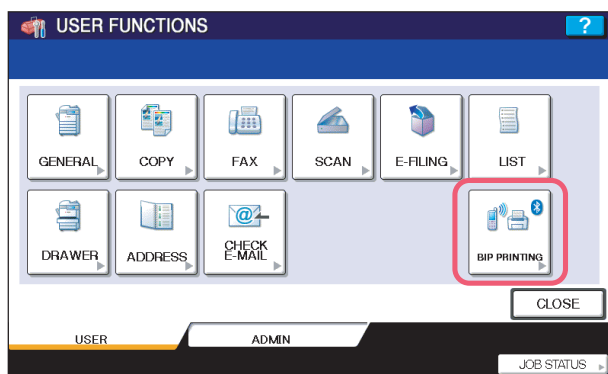 USER FUNCTIONS
?
GENERAL
COPY
FAX
SCAN
E-FILING
LIST
DRAWER
ADDRESS
@
CHECK
E-MAIL
BIP PRINTING
CLOSE
USER
ADMIN
JOB STATUS